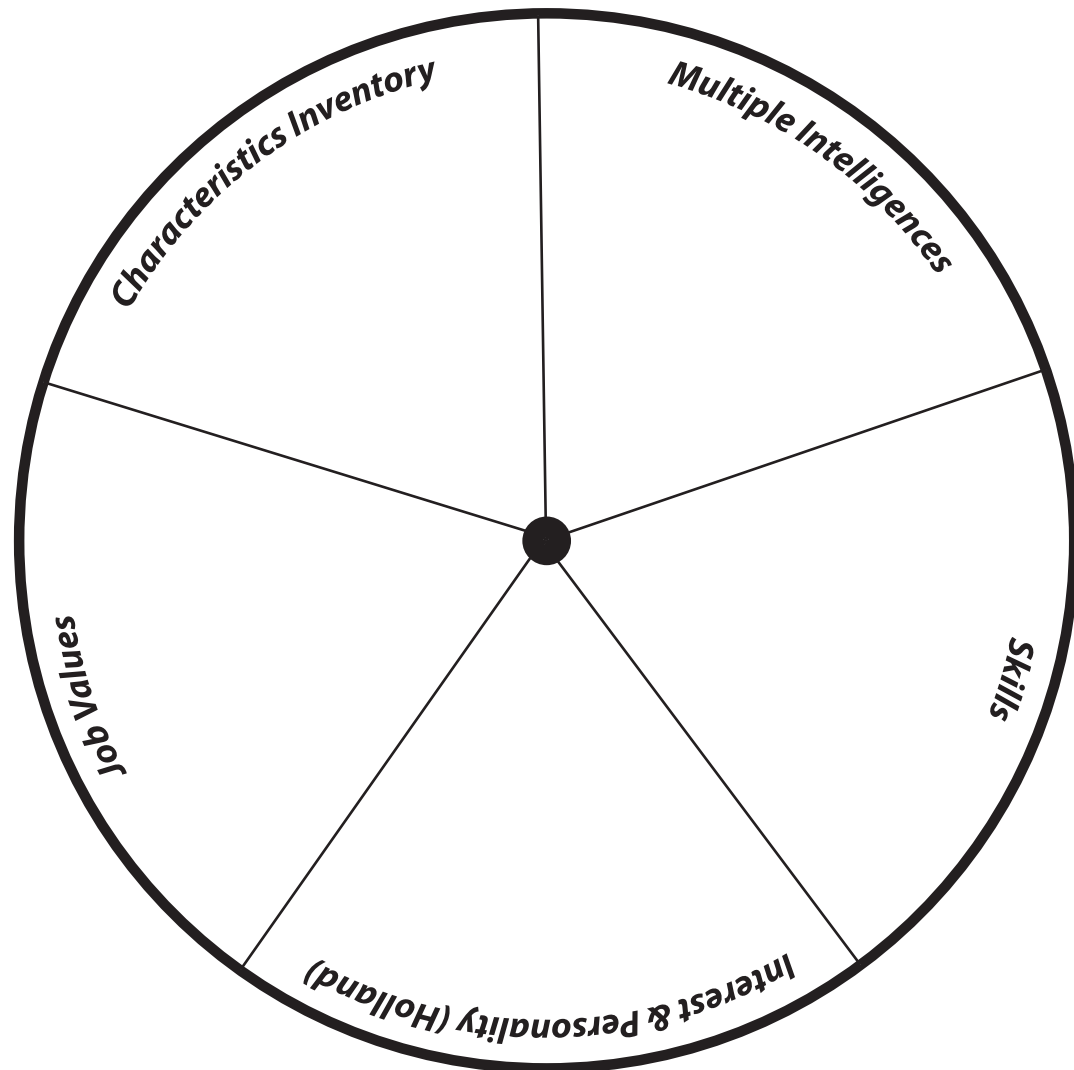 Characteristics Inventory
Multiple Intelligences
Skills
Interest & Personality (Holland)
Job Values